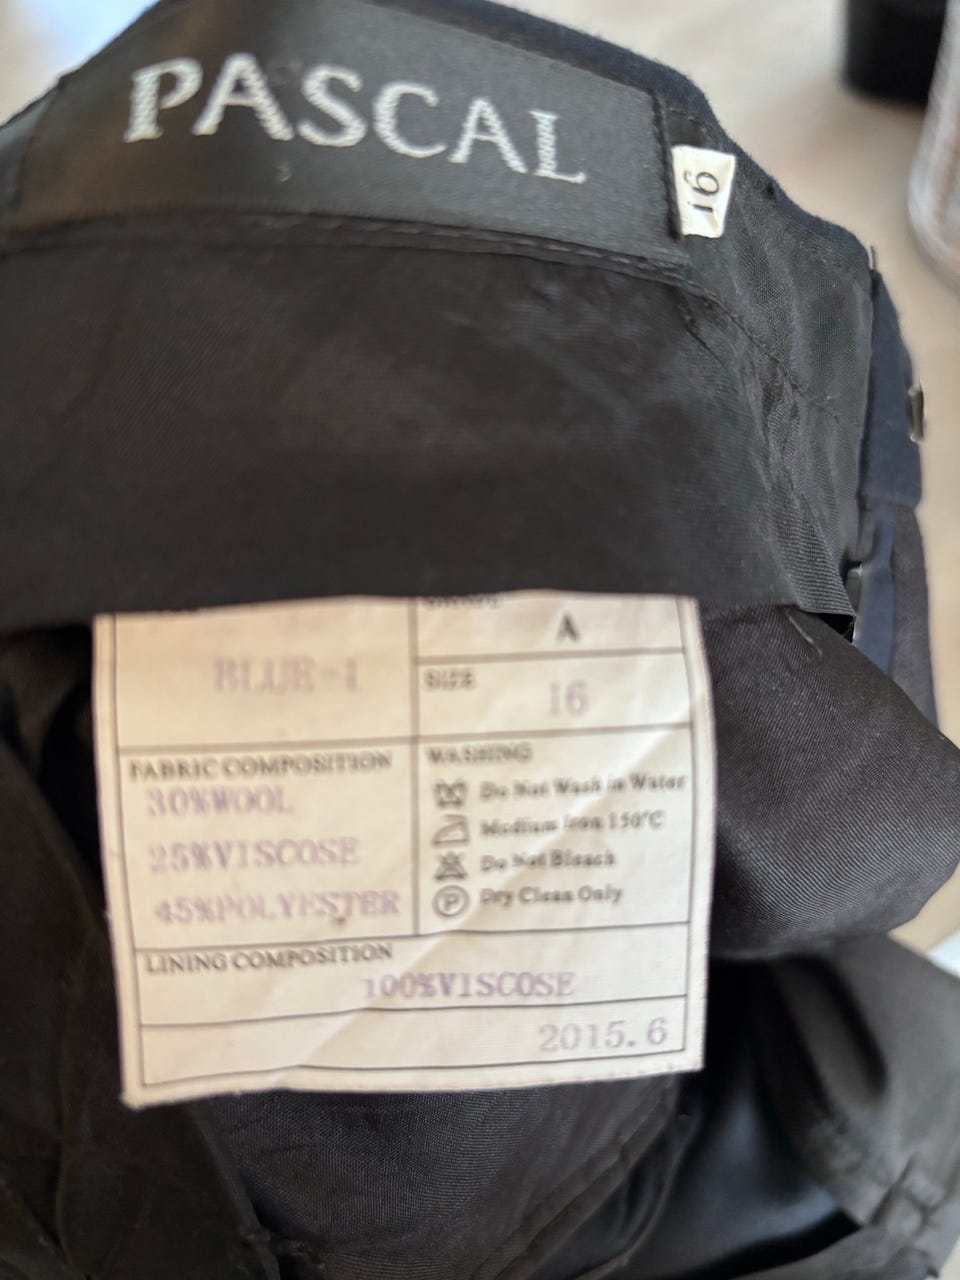 PASCAL
16
A
BLUE-1
SIZE
16
FABRIC COMPOSITION
30%WOOL
25%VISCOSE
45%POLYESTER
WASHING
Do Not Wash in Water
Medium Iron 150°C
Do Not Bleach
P Dry Clean Only
LINING COMPOSITION
100%VISCOSE
2015.6